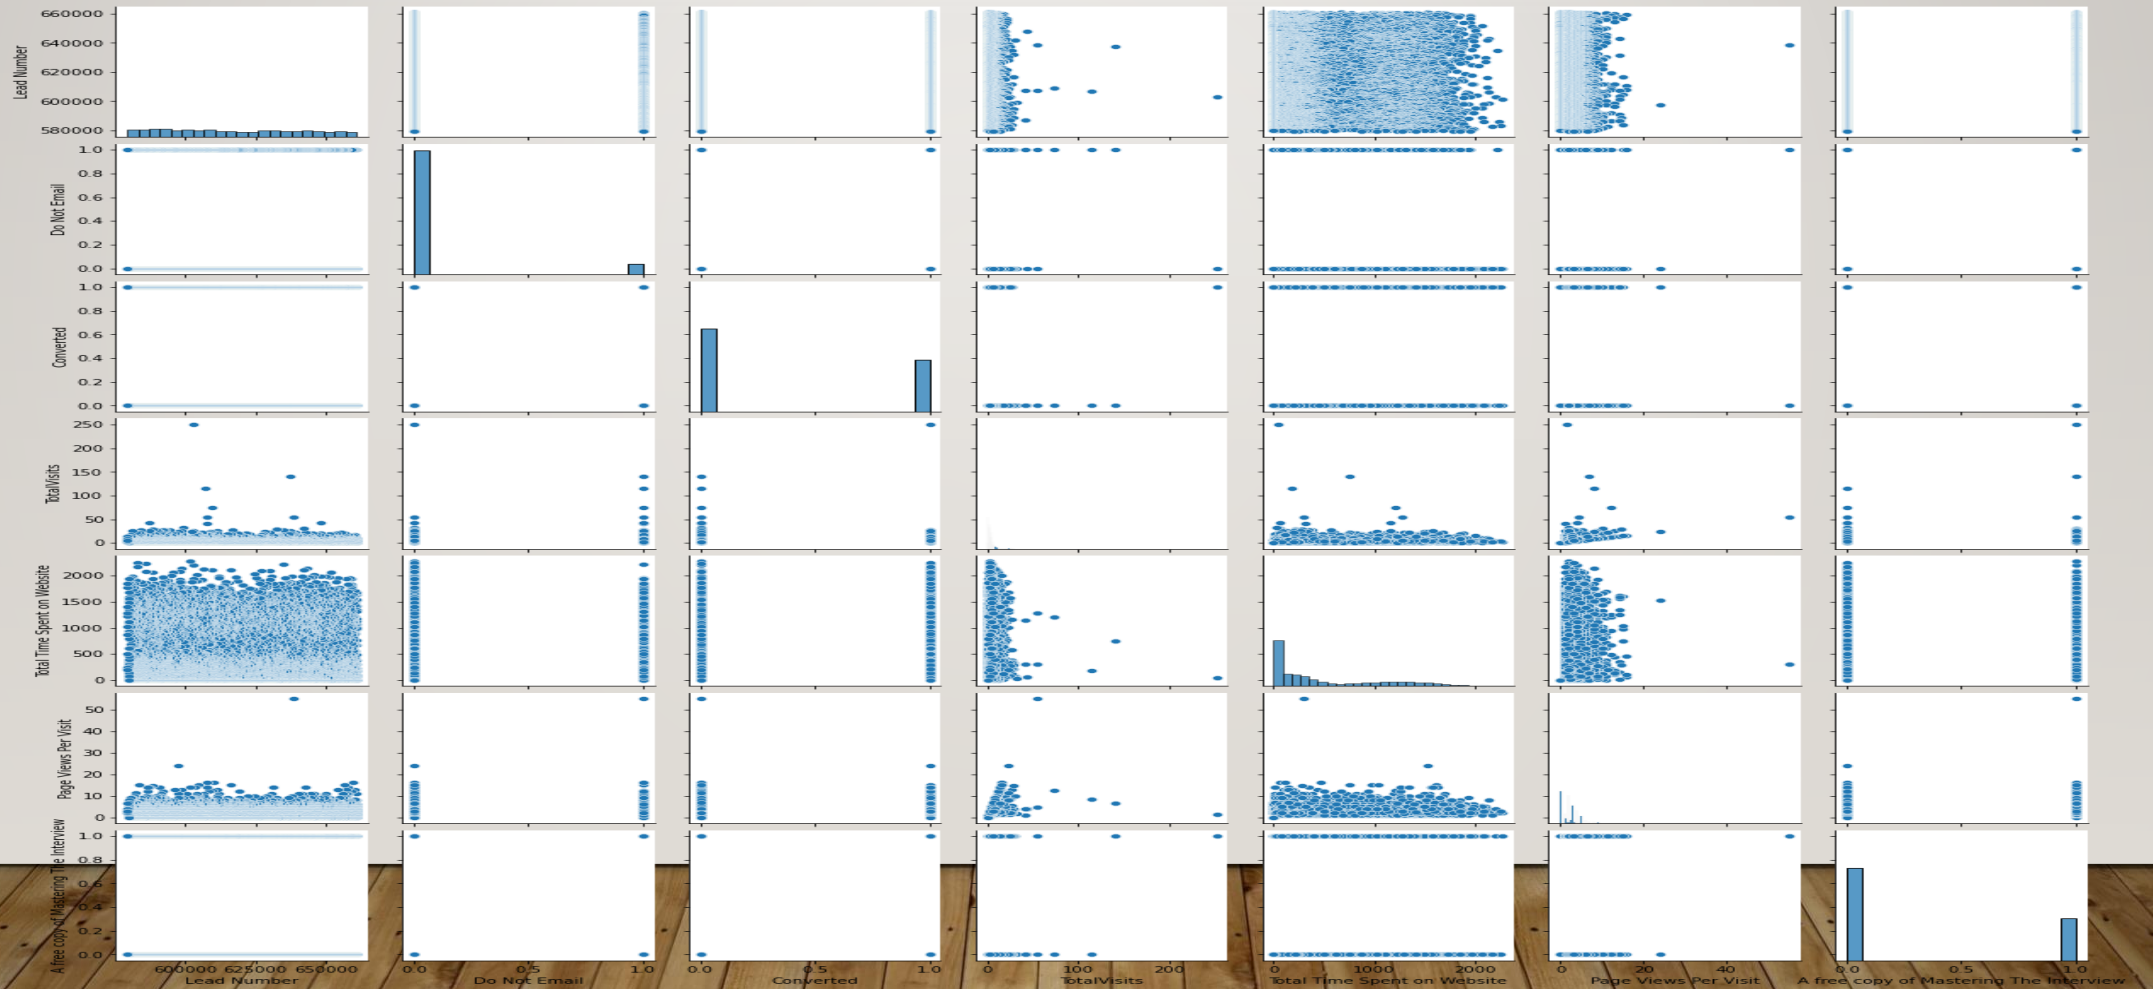 660000
640000
620000
600000
580000
Lead Number
1.0
0.8
0.6
0.4
0.2
0.0
Do Not Email
1.0
0.8
0.6
0.4
0.2
0.0
Converted
250
200
150
100
50
0
TotalVisits
2000
1500
1000
500
0
Total Time Spent on Website
50
40
30
20
10
0
Page Views Per Visit
1.0
0.8
0.6
0.4
0.2
0.0
A free copy of Mastering The Interview
600000 625000 650000
Lead Number
0.0 0.5 1.0
Do Not Email
0.0 0.5 1.0
Converted
0 100 200
TotalVisits
0 1000 2000
Total Time Spent on Website
0 20 40
Page Views Per Visit
0.0 0.5 1.0
A free copy of Mastering The Interview